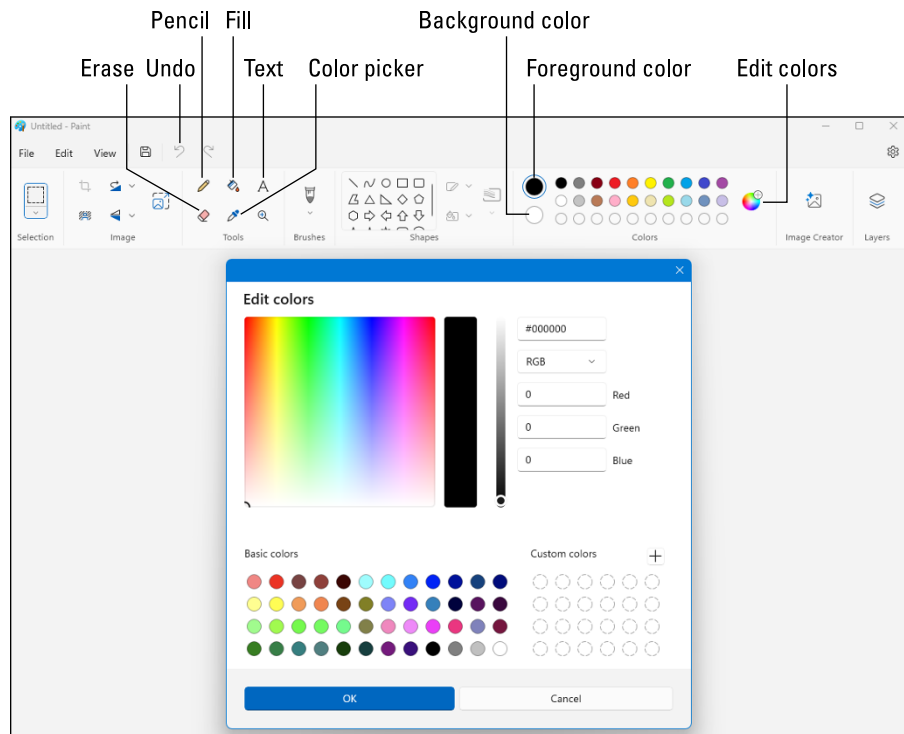 Pencil Fill Background color
Erase Undo Text Color picker Foreground color Edit colors
Untitled - Paint
File Edit View
Selection Image Tools Brushes Shapes Colors Image Creator Layers
A
Edit colors
#000000
RGB
0 Red
0 Green
0 Blue
Basic colors Custom colors
OK Cancel